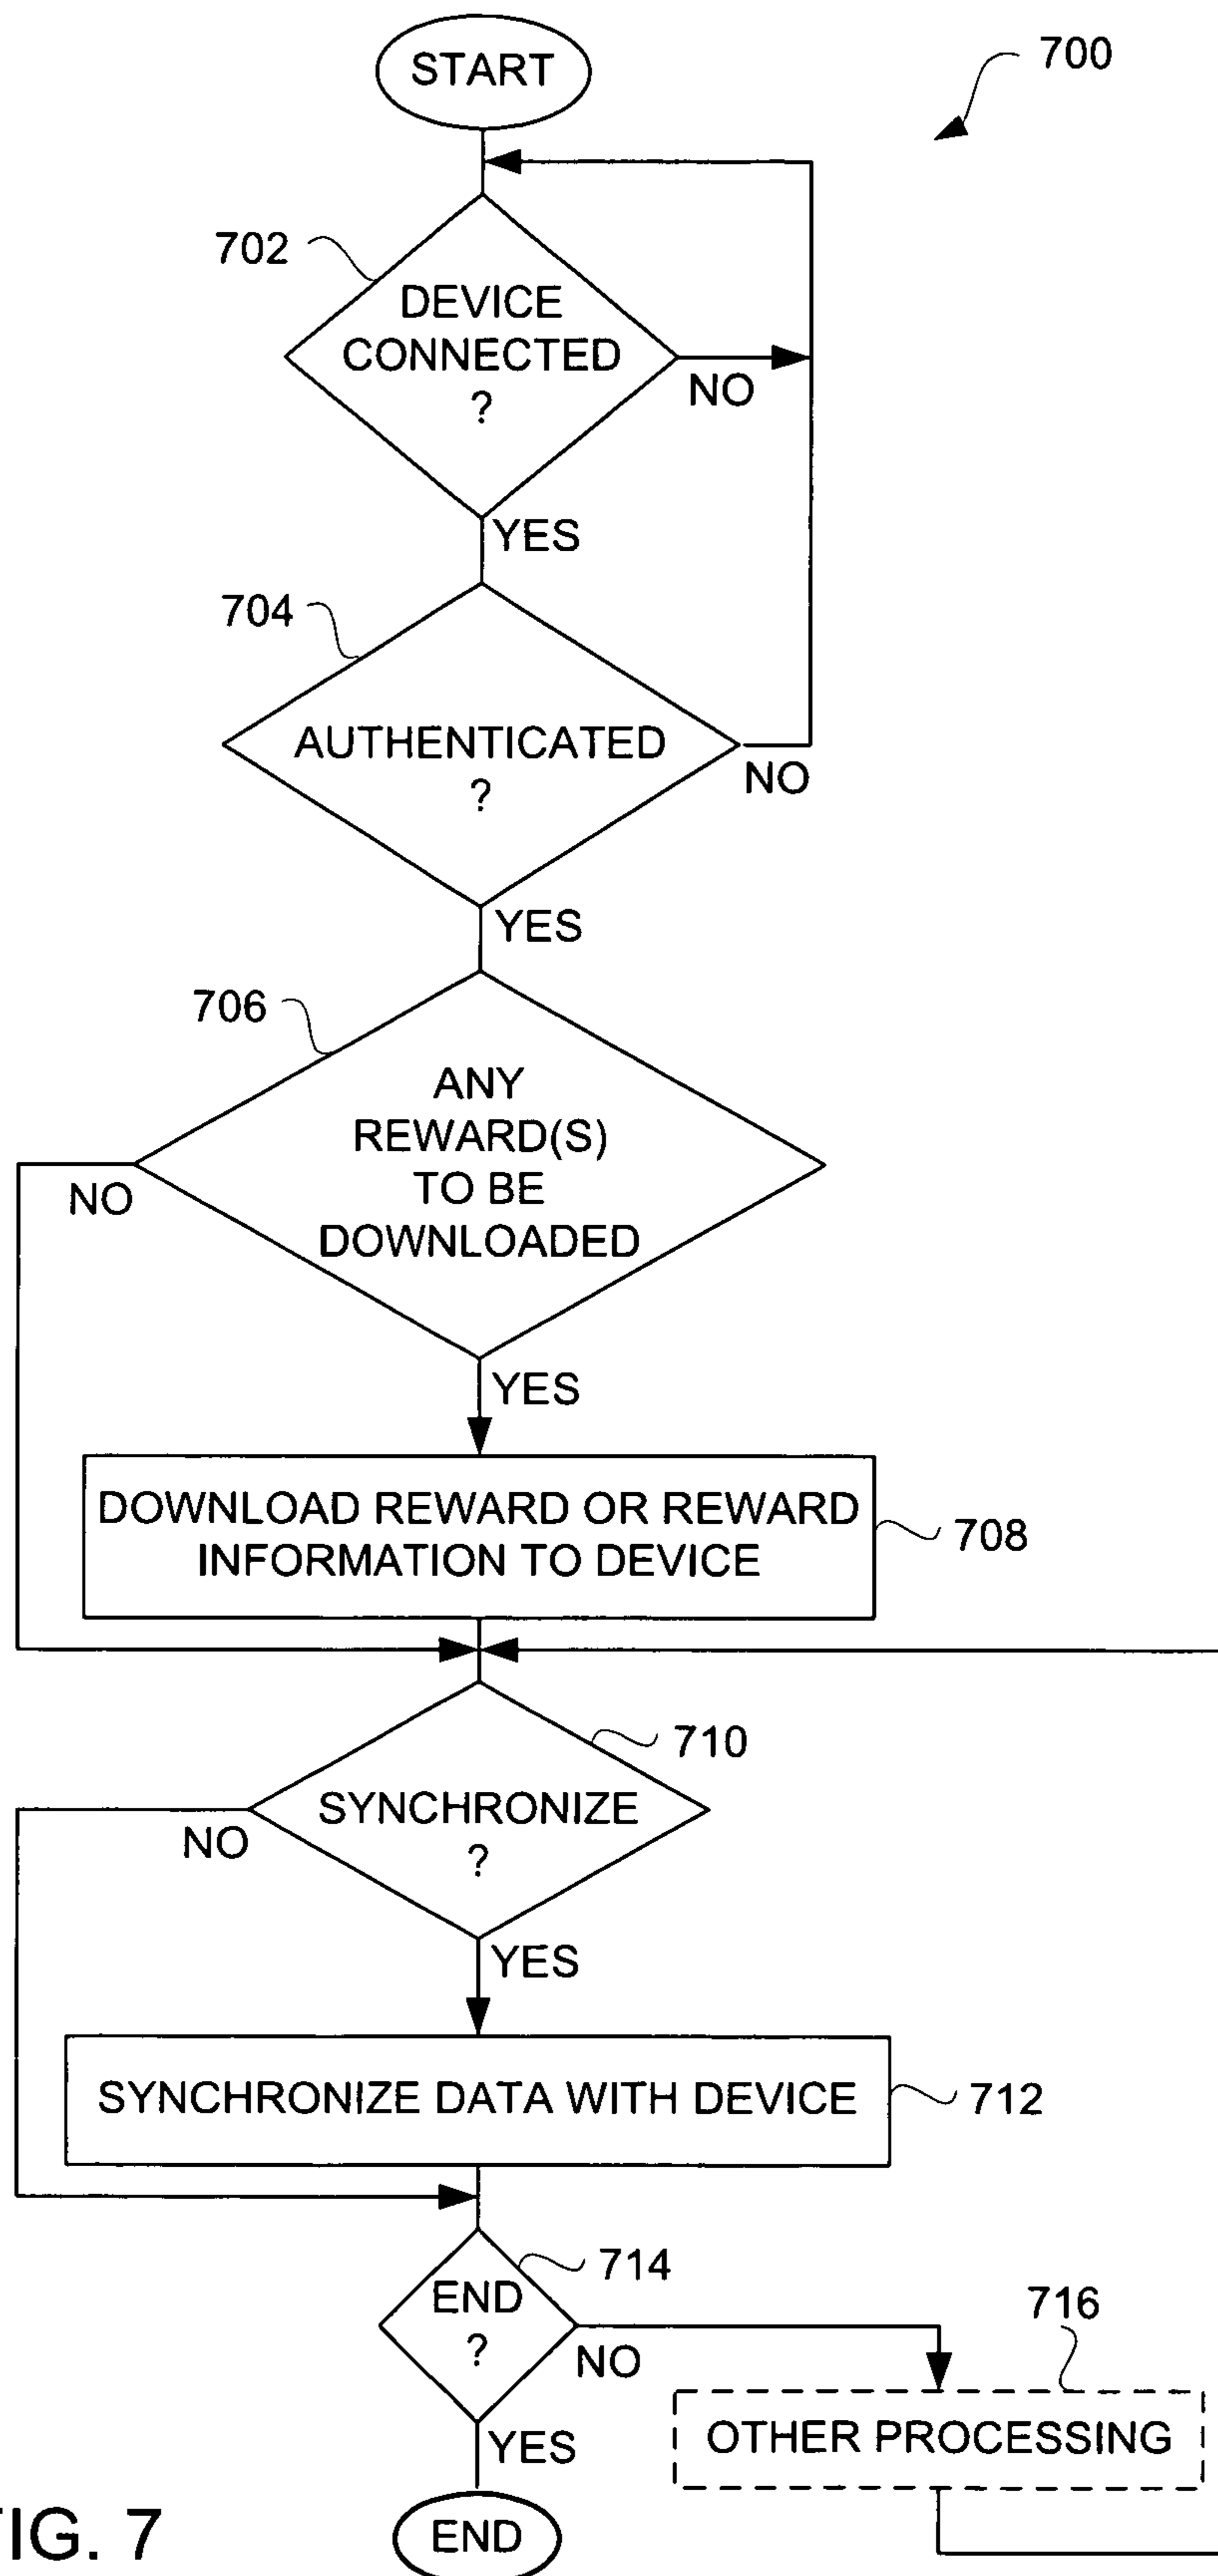 START
700
702
DEVICE
CONNECTED
?
NO
YES
704
AUTHENTICATED
?
NO
YES
706
ANY
REWARD(S)
TO BE
DOWNLOADED
NO
YES
DOWNLOAD REWARD OR REWARD
INFORMATION TO DEVICE
708
710
SYNCHRONIZE
?
NO
YES
SYNCHRONIZE DATA WITH DEVICE
712
714
END
?
NO
716
OTHER PROCESSING
YES
END
IG. 7